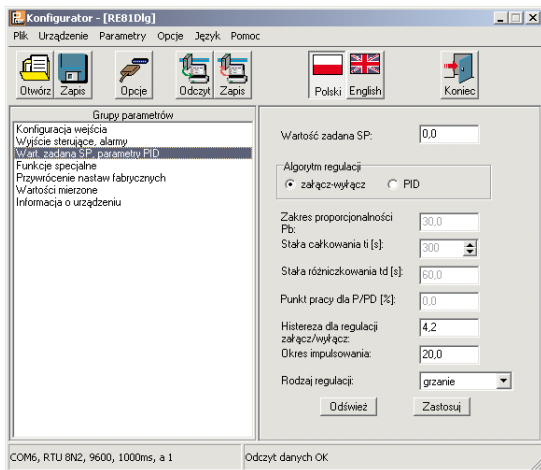 Konfigurator - [RE81Dlg]
Plik Urządzenie Parametry Opcje Język Pomoc
Otwórz Zapis Opcje Odczyt Zapis Polski English Koniec
Grupy parametrów
Konfiguracja wejścia
Wyjście sterujące, alarmy
Wart. zadana SP, parametry PID
Funkcje specjalne
Przywrócenie nastaw fabrycznych
Wartości mierzone
Informacja o urządzeniu
Wartość zadana SP: 0,0
Algorytm regulacji
załącz-wyłącz PID
Zakres proporcjonalności
Pb: 30,0
Stała całkowania ti [s]: 300
Stała różniczkowania td [s]: 60,0
Punkt pracy dla P/PD [%]: 0,0
Histereza dla regulacji
załącz/wyłącz: 4,2
Okres impulsowania: 20,0
Rodzaj regulacji: grzanie
Odśwież Zastosuj
COM6, RTU 8N2, 9600, 1000ms, a 1 Odczyt danych OK